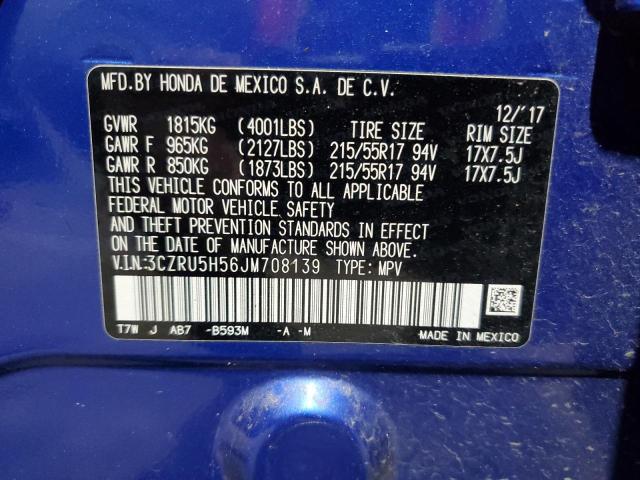 MFD.BY HONDA DE MEXICO S.A. DE C.V.
12/'17
GVWR 1815KG (4001LBS) TIRE SIZE RIM SIZE
GAWR F 965KG (2127LBS) 215/55R17 94V 17X7.5J
GAWR R 850KG (1873LBS) 215/55R17 94V 17X7.5J
THIS VEHICLE CONFORMS TO ALL APPLICABLE
FEDERAL MOTOR VEHICLE SAFETY
AND THEFT PREVENTION STANDARDS IN EFFECT
ON THE DATE OF MANUFACTURE SHOWN ABOVE.
V.I.N:3CZRU5H56JM708139 TYPE: MPV
T7W J AB7 -B593M -A -M MADE IN MEXICO